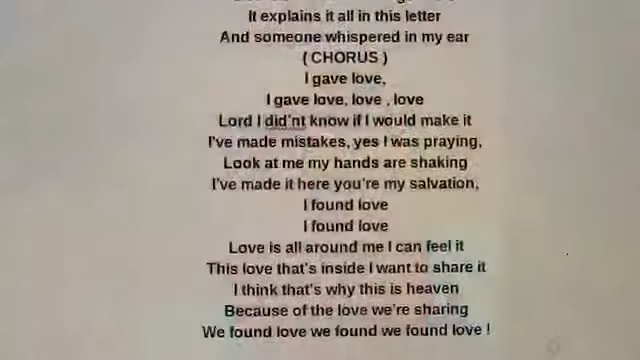 It explains it all in this letter
And someone whispered in my ear
( CHORUS )
I gave love,
I gave love, love , love
Lord I did'nt know if I would make it
I've made mistakes, yes I was praying,
Look at me my hands are shaking
I've made it here you're my salvation,
I found love
I found love
Love is all around me I can feel it
This love that's inside I want to share it
I think that's why this is heaven
Because of the love we're sharing
We found love we found we found love !